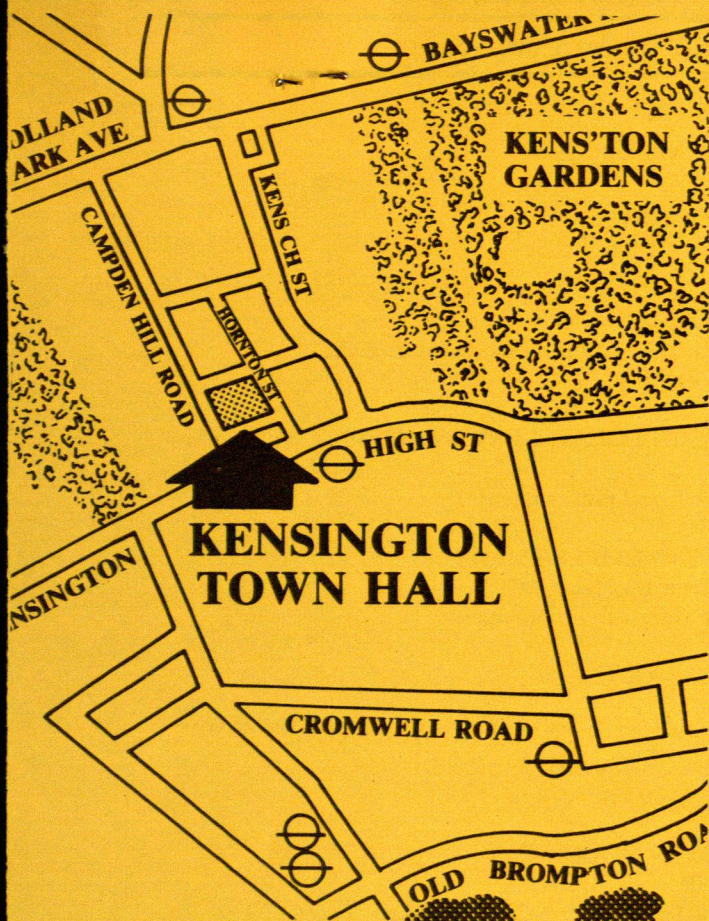 BAYSWATER
OLLAND
ARK AVE
KENS'TON
GARDENS
KENS CH ST
CAMPDEN HILL ROAD
HORNTON ST
HIGH ST
KENSINGTON
TOWN HALL
NSINGTON
CROMWELL ROAD
OLD BROMPTON ROA